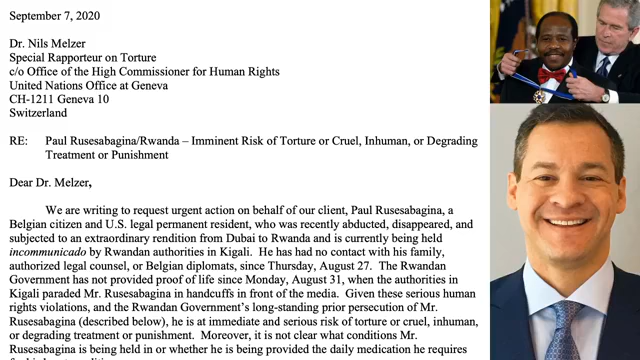 September 7, 2020
Dr. Nils Melzer
Special Rapporteur on Torture
c/o Office of the High Commissioner for Human Rights
United Nations Office at Geneva
CH-1211 Geneva 10
Switzerland
RE: Paul Rusesabagina/Rwanda – Imminent Risk of Torture or Cruel, Inhuman, or Degrading
Treatment or Punishment
Dear Dr. Melzer,
We are writing to request urgent action on behalf of our client, Paul Rusesabagina, a
Belgian citizen and U.S. legal permanent resident, who was recently abducted, disappeared, and
subjected to an extraordinary rendition from Dubai to Rwanda and is currently being held
incommunicado by Rwandan authorities in Kigali. He has had no contact with his family,
authorized legal counsel, or Belgian diplomats, since Thursday, August 27. The Rwandan
Government has not provided proof of life since Monday, August 31, when the authorities in
Kigali paraded Mr. Rusesabagina in handcuffs in front of the media. Given these serious human
rights violations, and the Rwandan Government's long-standing prior persecution of Mr.
Rusesabagina (described below), he is at immediate and serious risk of torture or cruel, inhuman,
or degrading treatment or punishment. Moreover, it is not clear what conditions Mr.
Rusesabagina is being held in or whether he is being provided the daily medication he requires